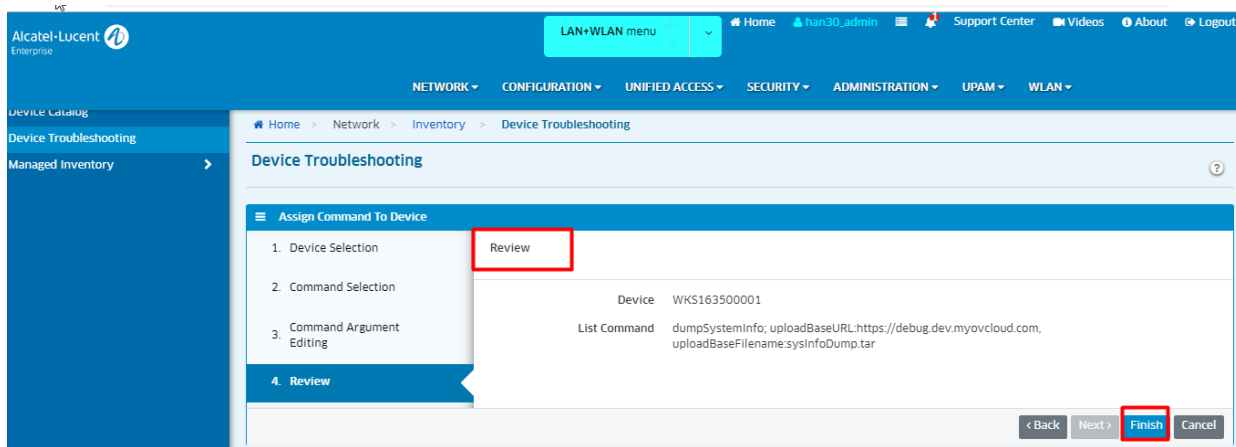 Alcatel·Lucent
Enterprise
LAN+WLAN menu
Home han30_admin Support Center Videos About Logout
NETWORK CONFIGURATION UNIFIED ACCESS SECURITY ADMINISTRATION UPAM WLAN
Device Catalog
Device Troubleshooting
Managed Inventory
Home > Network > Inventory > Device Troubleshooting
Device Troubleshooting
?
Assign Command To Device
1. Device Selection
2. Command Selection
3. Command Argument
Editing
4. Review
Review
Device WKS163500001
List Command dumpSystemInfo; uploadBaseURL:https://debug.dev.myovcloud.com,
uploadBaseFilename:sysInfoDump.tar
< Back Next > Finish Cancel